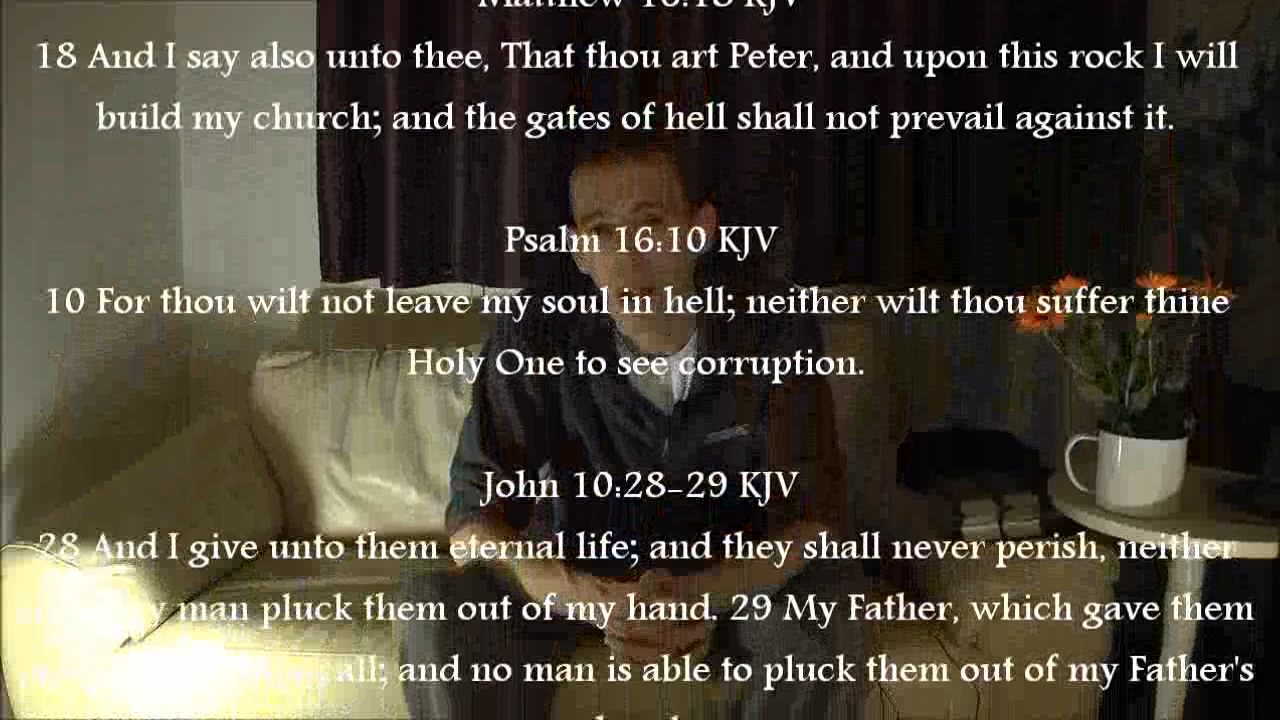 Matthew 16:18 KJV
18 And I say also unto thee, That thou art Peter, and upon this rock I will
build my church; and the gates of hell shall not prevail against it.
Psalm 16:10 KJV
10 For thou wilt not leave my soul in hell; neither wilt thou suffer thine
Holy One to see corruption.
John 10:28-29 KJV
28 And I give unto them eternal life; and they shall never perish, neither
man pluck them out of my hand. 29 My Father, which gave them
all; and no man is able to pluck them out of my Father's